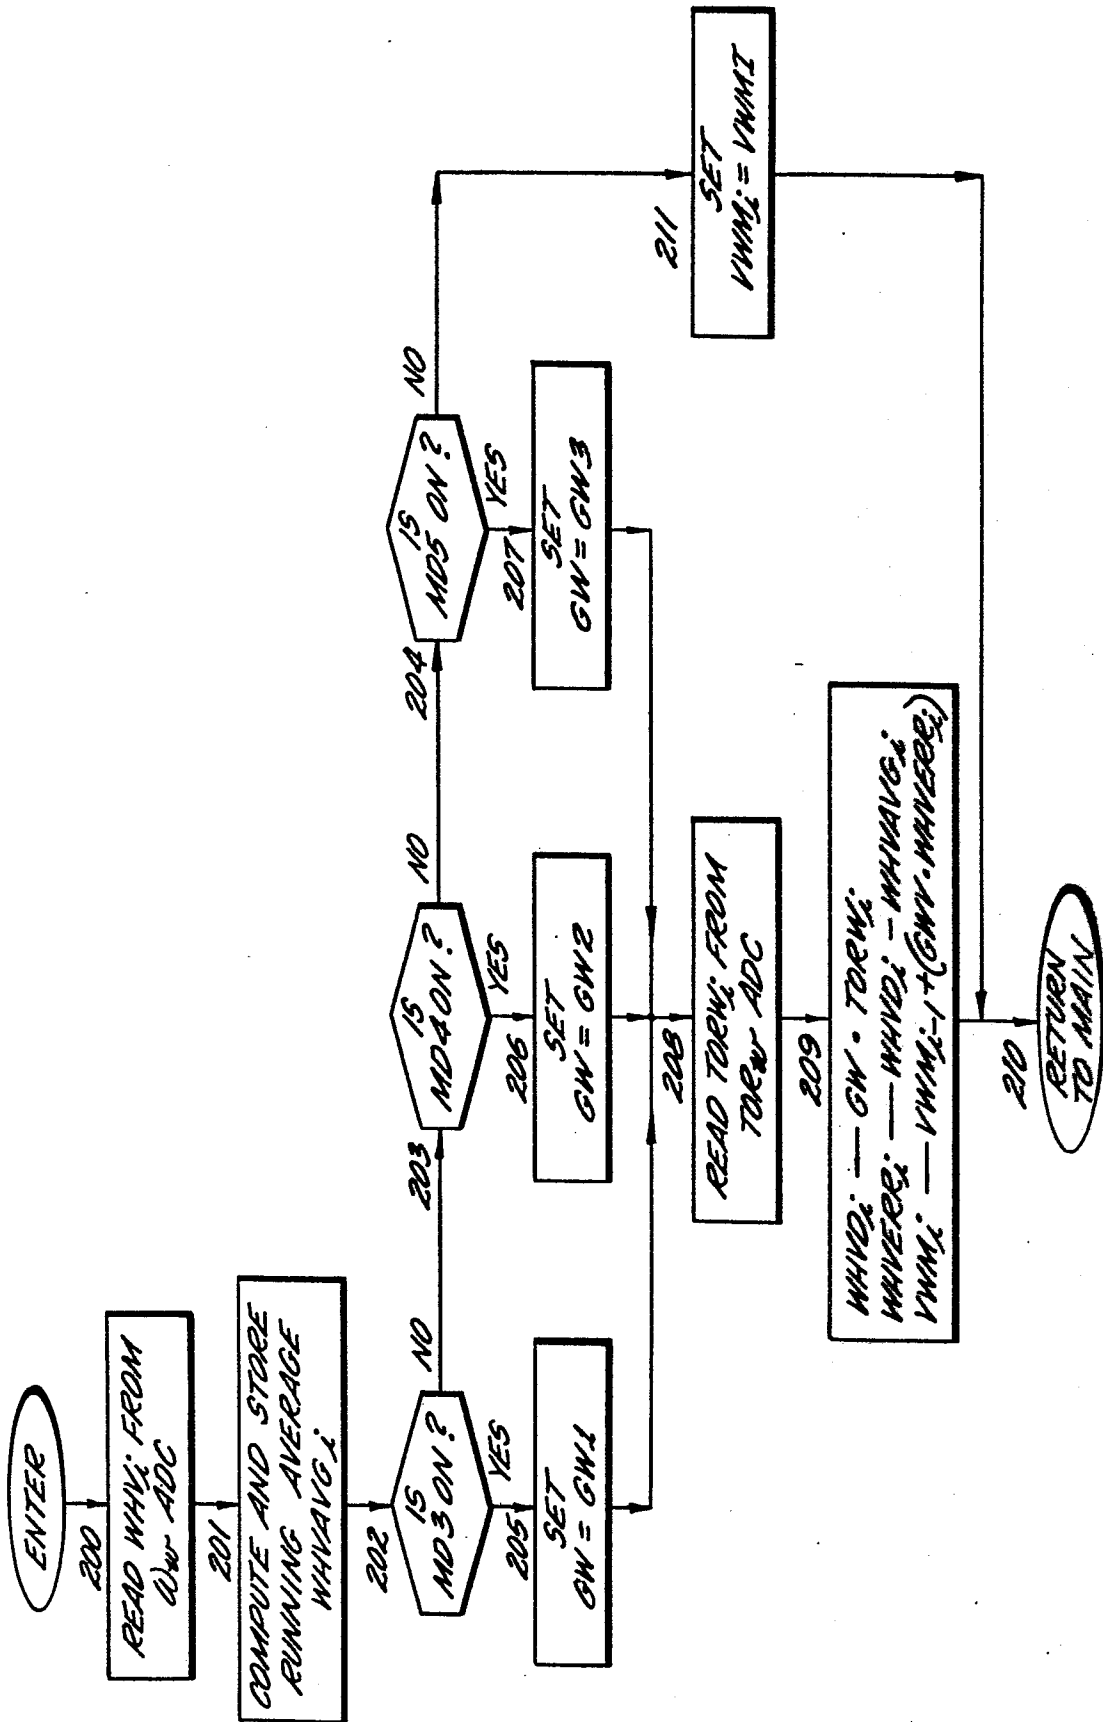 ENTER
200
READ WHVi FROM
Ww ADC
201
COMPUTE AND STORE
RUNNING AVERAGE
WHVAVGi
202
IS
MD3 ON?
NO
YES
203
IS
MD4 ON?
NO
YES
204
IS
MD5 ON?
NO
YES
205
SET
GW = GW1
206
SET
GW = GW2
207
SET
GW = GW3
211
SET
VWMi = VWMI
208
READ TORWi FROM
TORw ADC
209
WHVDi — GW · TORWi
WHVERRi — WHVDi - WHVAVGi
VWMi — VWMi-1 + (GWV · WHVERRi)
210
RETURN
TO MAIN